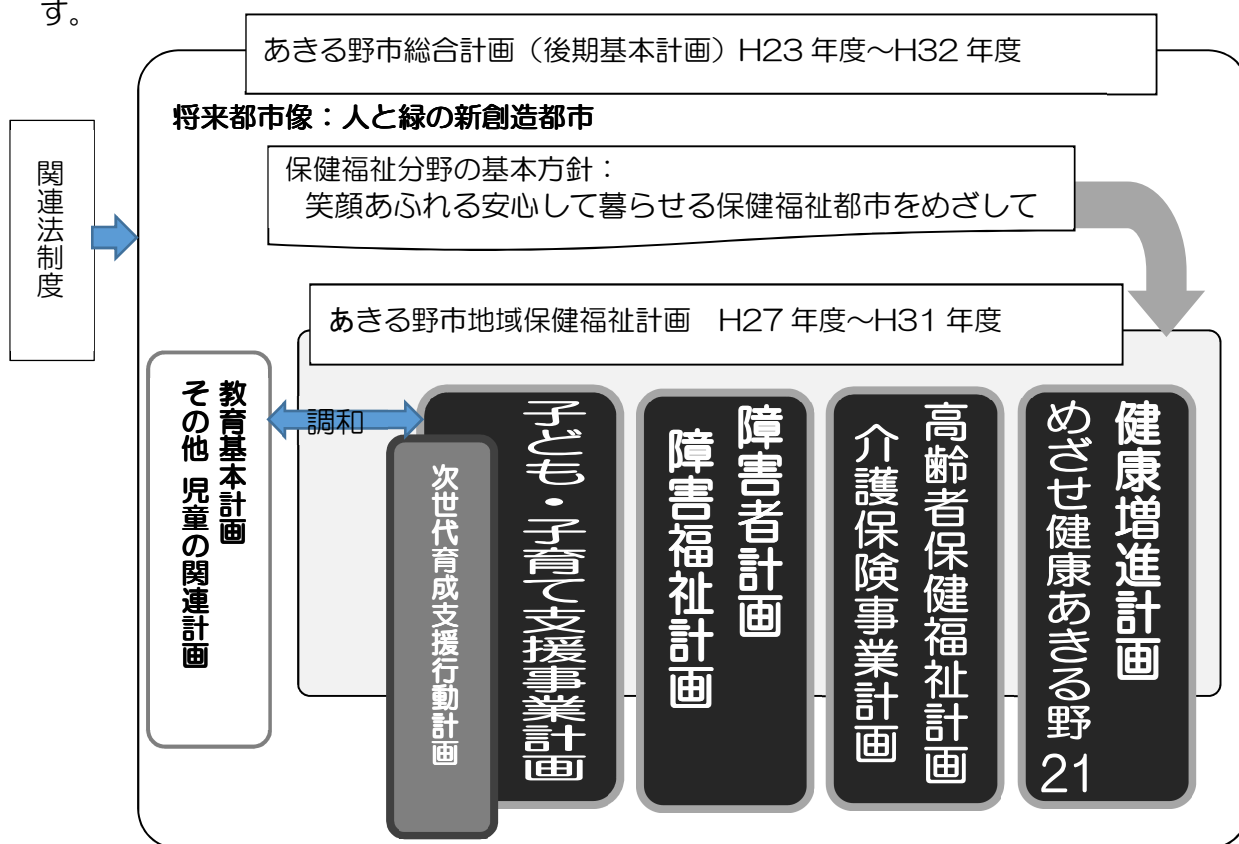 す。
あきる野市総合計画（後期基本計画）H23 年度～H32 年度
将来都市像：人と緑の新創造都市
関連法制度
保健福祉分野の基本方針：
笑顔あふれる安心して暮らせる保健福祉都市をめざして
あきる野市地域保健福祉計画　H27 年度～H31 年度
教育基本計画
その他 児童の関連計画
調和
子ども・子育て支援事業計画
次世代育成支援行動計画
障害者計画
障害福祉計画
高齢者保健福祉計画
介護保険事業計画
健康増進計画
めざせ健康あきる野21